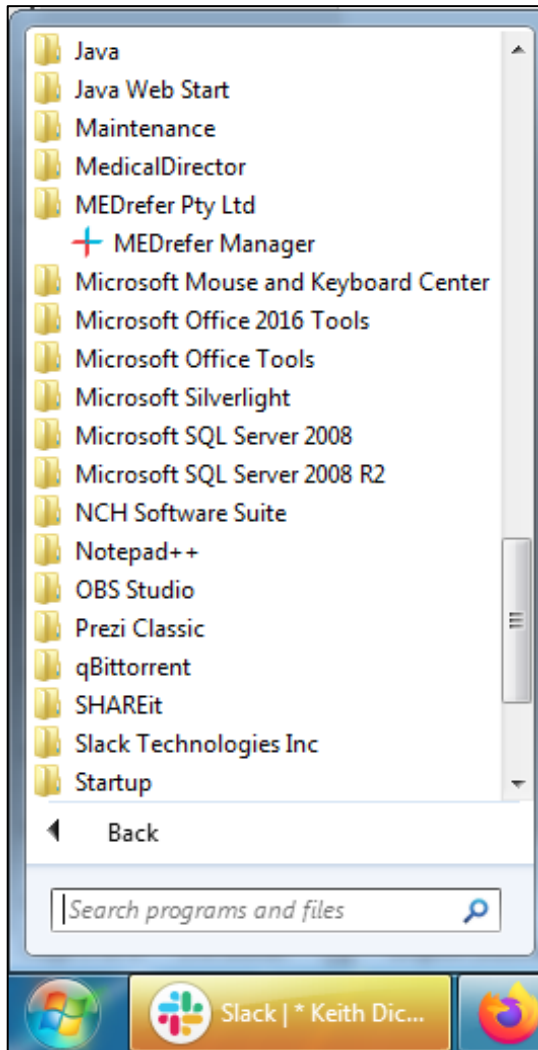 Java
Java Web Start
Maintenance
MedicalDirector
MEDrefer Pty Ltd
MEDrefer Manager
Microsoft Mouse and Keyboard Center
Microsoft Office 2016 Tools
Microsoft Office Tools
Microsoft Silverlight
Microsoft SQL Server 2008
Microsoft SQL Server 2008 R2
NCH Software Suite
Notepad++
OBS Studio
Prezi Classic
qBittorrent
SHAREit
Slack Technologies Inc
Startup
Back
Search programs and files
Slack | * Keith Dic...